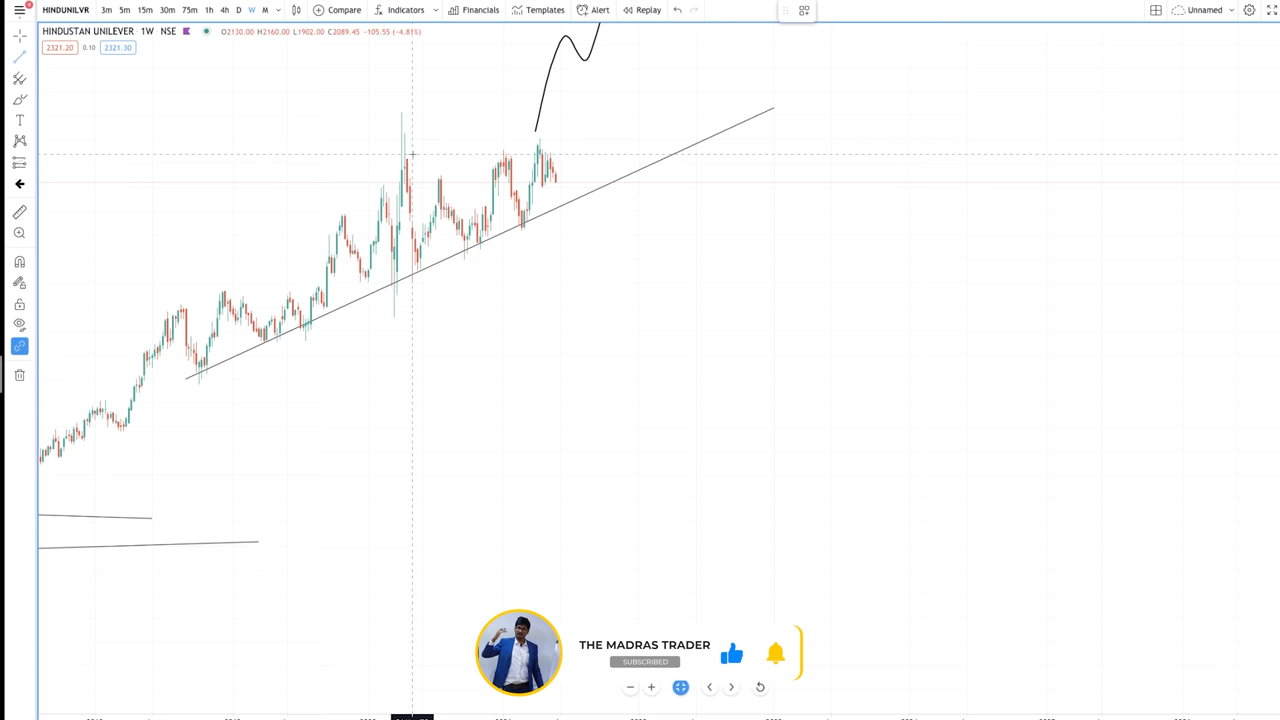 HINDUNILVR 3m 5m 15m 30m 75m 1h 4h D W M Compare Indicators Financials Templates Alert Replay Unnamed
HINDUSTAN UNILEVER · 1W · NSE O2130.00 H2160.00 L1902.00 C2089.45 −105.55 (−4.81%)
2321.20 0.10 2321.30
THE MADRAS TRADER
SUBSCRIBED